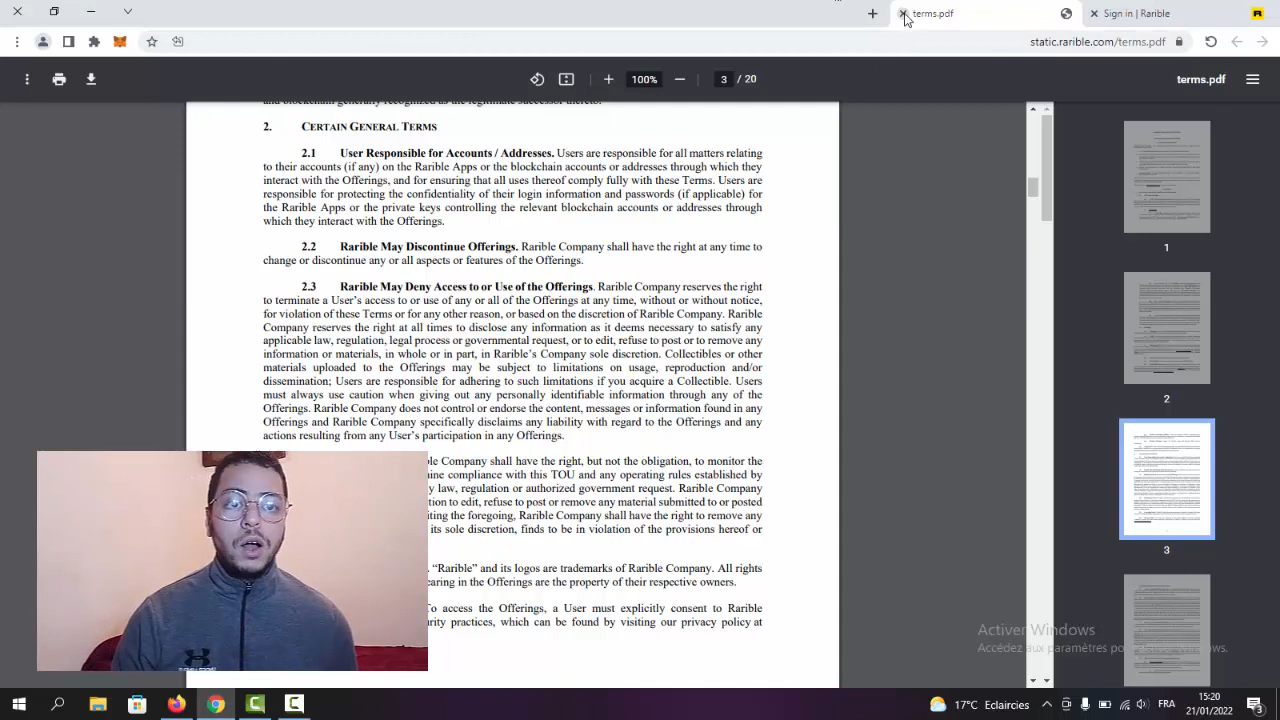 terms.pdf
Sign in | Rarible
static.rarible.com/terms.pdf
100%
3 / 20
terms.pdf
2. CERTAIN GENERAL TERMS
2.1 User Responsible for Accounts / Addresses. Users are responsible for all matters relating
to their accounts (if any) on the Rarible Apps or the blockchain accounts or addresses through which they
interact with the Offerings, and for ensuring that all uses thereof comply fully with these Terms. Users are
responsible for protecting the confidentiality of their login information and passwords (if applicable) for
the Rarible Apps or the private keys controlling the relevant blockchain accounts or addresses through
which they interact with the Offerings.
2.2 Rarible May Discontinue Offerings. Rarible Company shall have the right at any time to
change or discontinue any or all aspects or features of the Offerings.
2.3 Rarible May Deny Access to or Use of the Offerings. Rarible Company reserves the right
to terminate a User’s access to or use of any or all of the Offerings at any time, without or without notice,
for violation of these Terms or for any other reason, or based on the discretion of Rarible Company. Rarible
Company reserves the right at all times to disclose any information as it deems necessary to satisfy any
applicable law, regulation, legal process or governmental request, or to edit, refuse to post or to remove any
information or materials, in whole or in part, in Rarible’s Company sole discretion. Collectibles or other
materials uploaded to the Offerings may be subject to limitations on usage, reproduction and/or
dissemination; Users are responsible for adhering to such limitations if you acquire a Collectible. Users
must always use caution when giving out any personally identifiable information through any of the
Offerings. Rarible Company does not control or endorse the content, messages or information found in any
Offerings and Rarible Company specifically disclaims any liability with regard to the Offerings and any
actions resulting from any User’s participation in any Offerings.
Company shall have the right, but not the obligation, to monitor the
compliance with this TOU and any operating rules established by
law, regulation or authorized government request. Rarible Company
to edit, refuse to post or remove any material submitted to or posted
the foregoing, Rarible Company shall have the right to remove any
its sole discretion, finds to be in violation of the provisions hereof or
“Rarible” and its logos are trademarks of Rarible Company. All rights
in the Offerings are the property of their respective owners.
To access the Offerings, a User must explicitly consent to Rarible
practices, which can be found by visiting our privacy policy at
1
2
3
Activer Windows
Accédez aux paramètres
17°C Eclaircies
FRA
15:20
21/01/2022
3